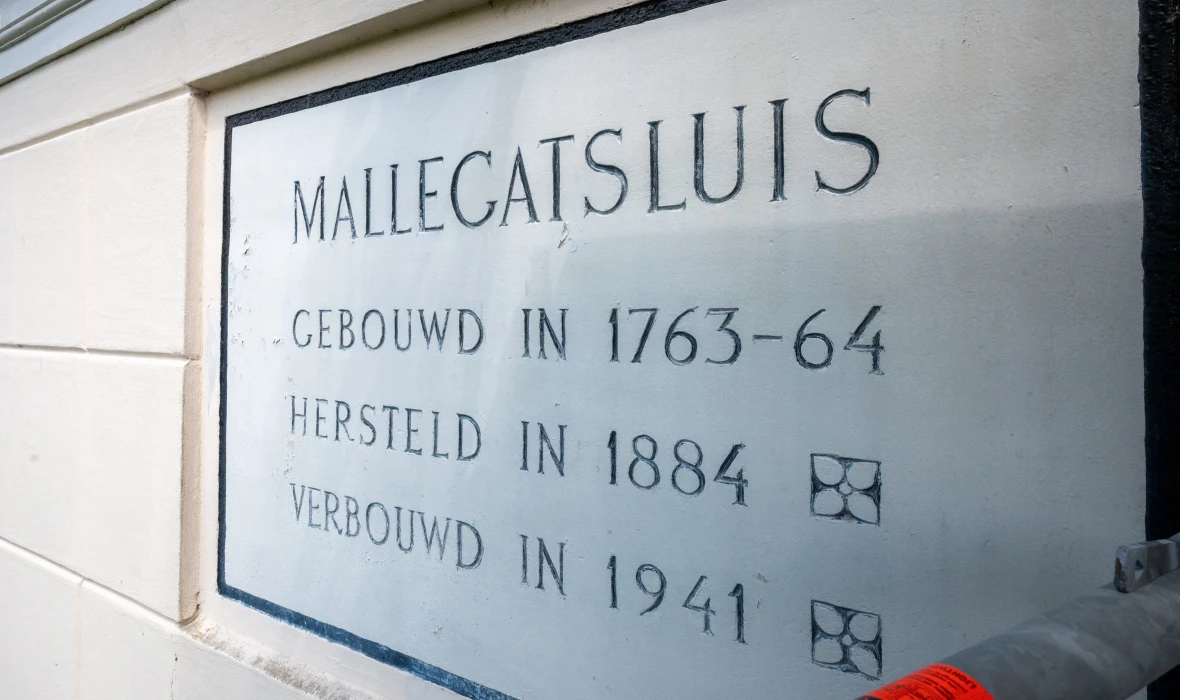 MALLEGATSLUIS
GEBOUWD IN 1763-64
HERSTELD IN 1884
VERBOUWD IN 1941